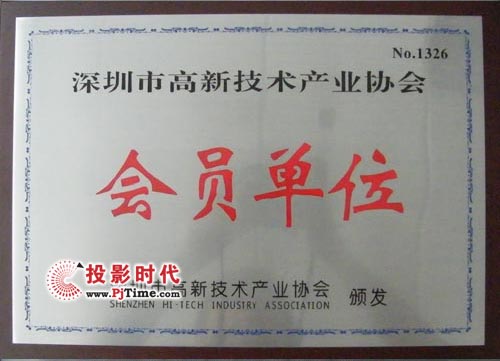 No.1326
深圳市高新技术产业协会
会员单位
圳市高新技术产业协会 颁发
SHENZHEN HI-TECH INDUSTRY ASSOCIATION
投影时代
www.PjTime.com